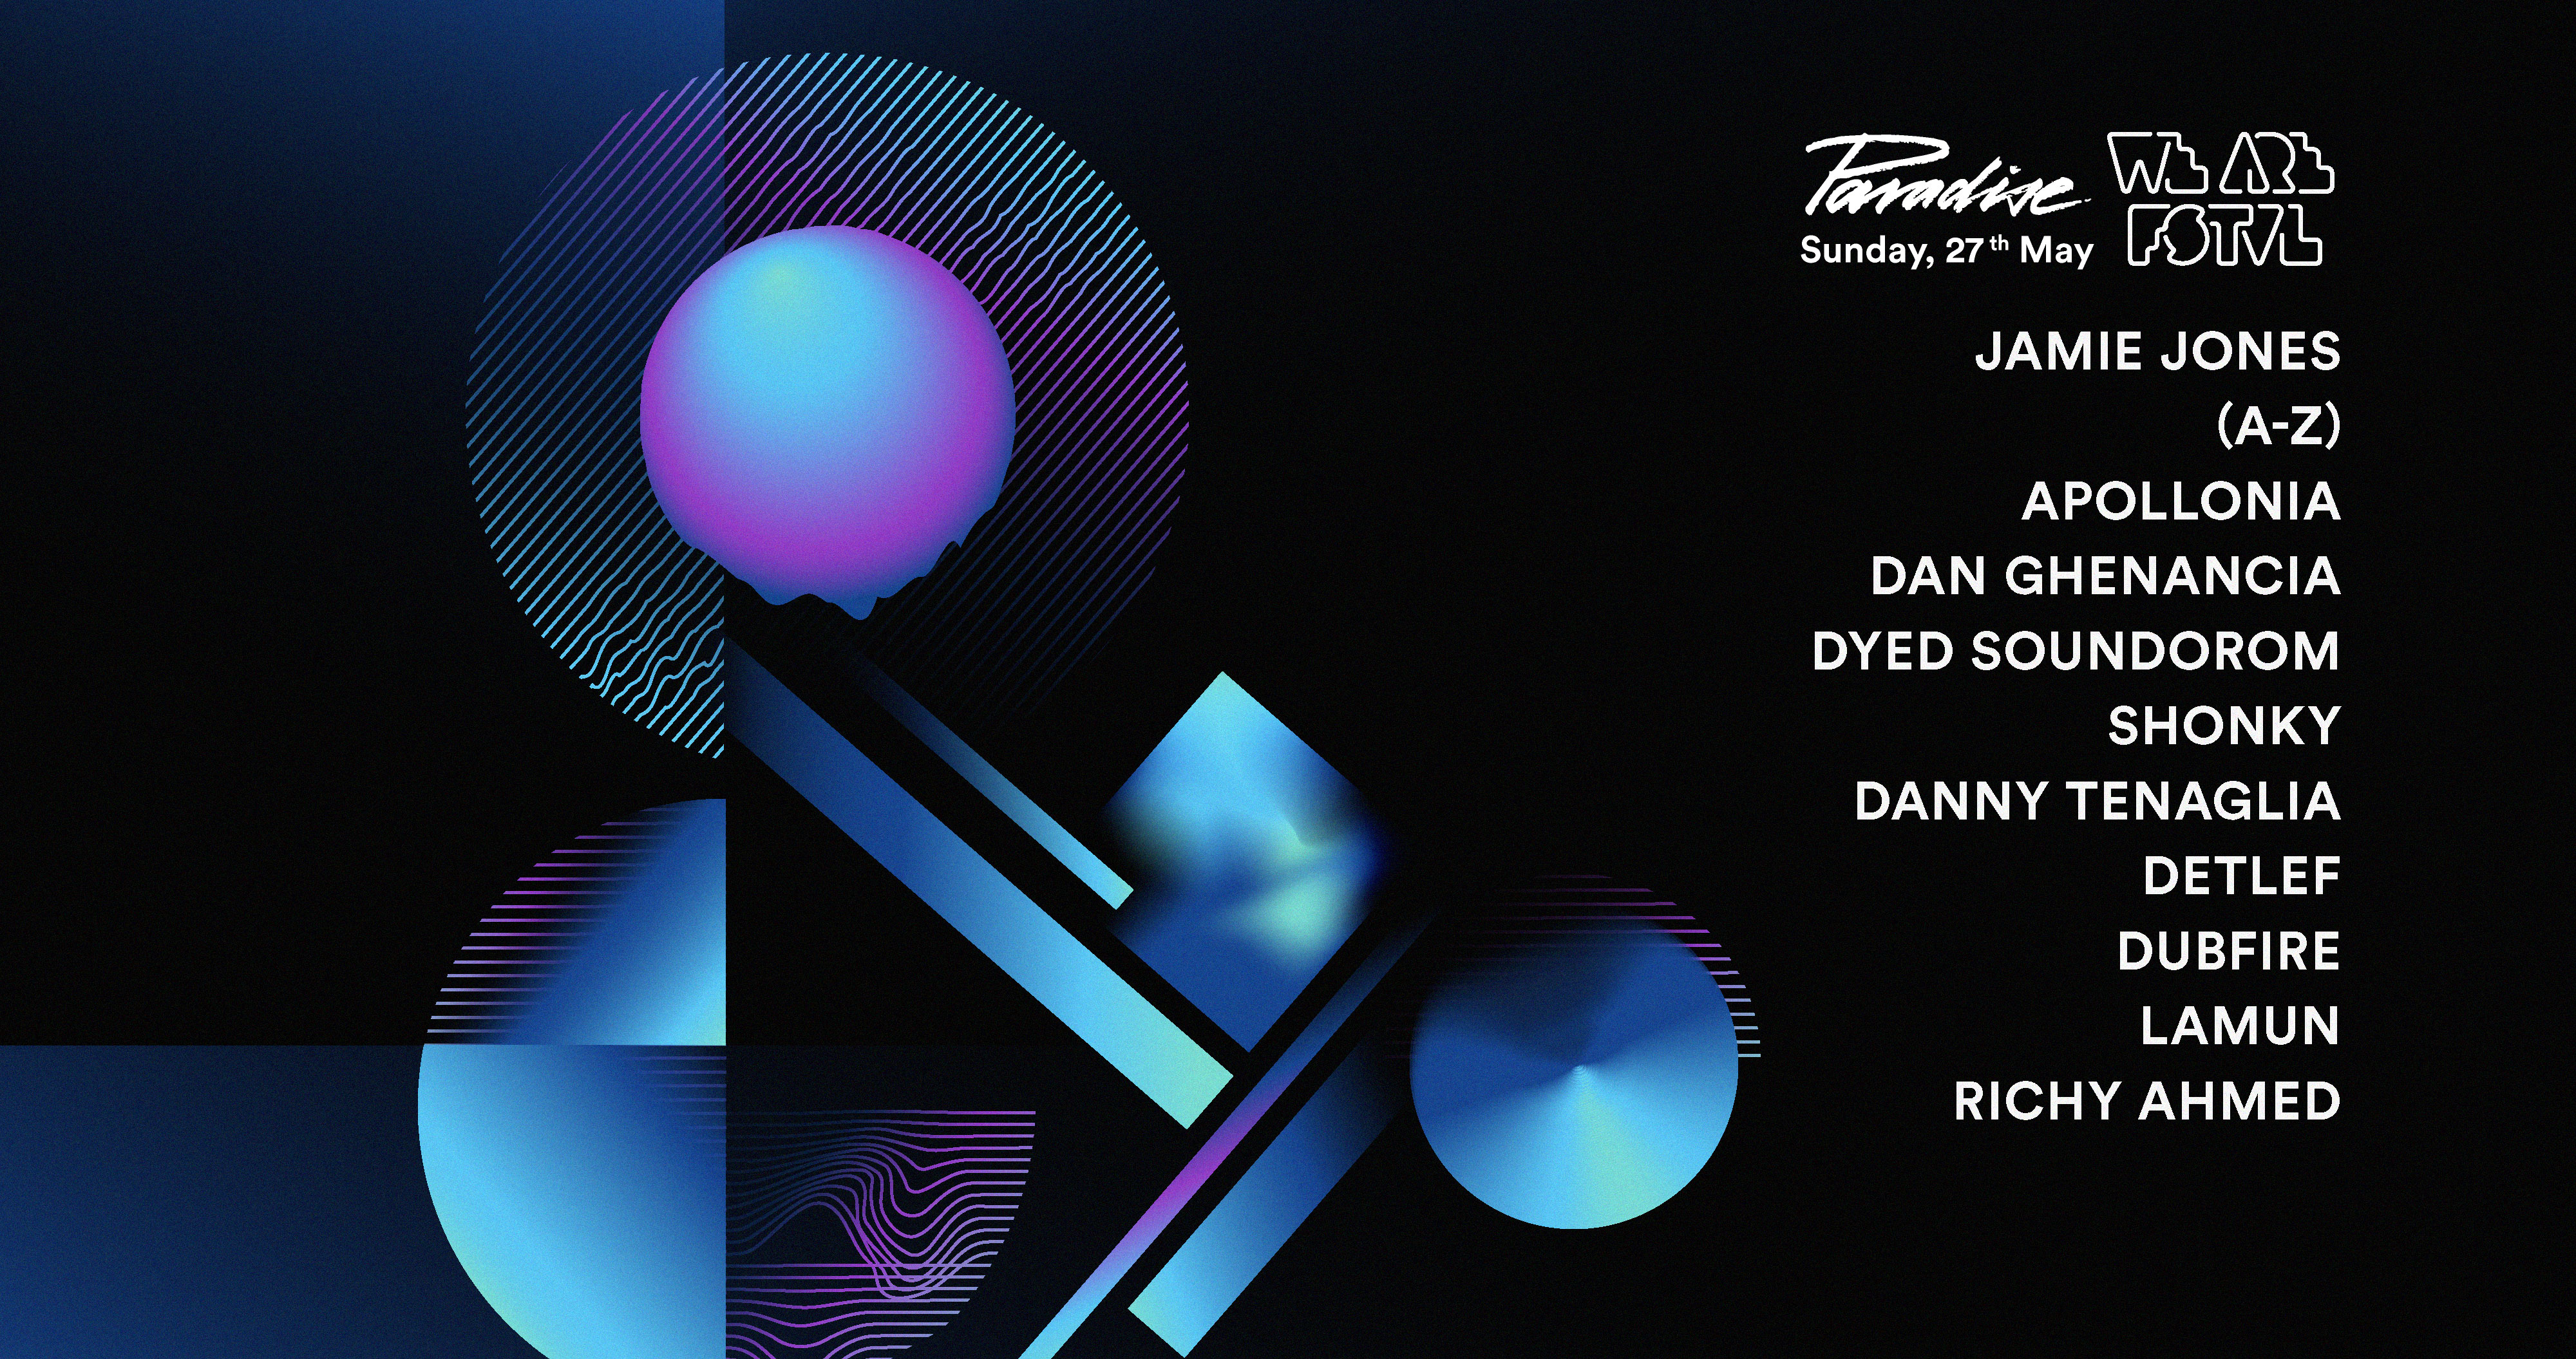 Paradise
Sunday, 27th May
WE ARE
FSTVL
JAMIE JONES
(A-Z)
APOLLONIA
DAN GHENANCIA
DYED SOUNDOROM
SHONKY
DANNY TENAGLIA
DETLEF
DUBFIRE
LAMUN
RICHY AHMED